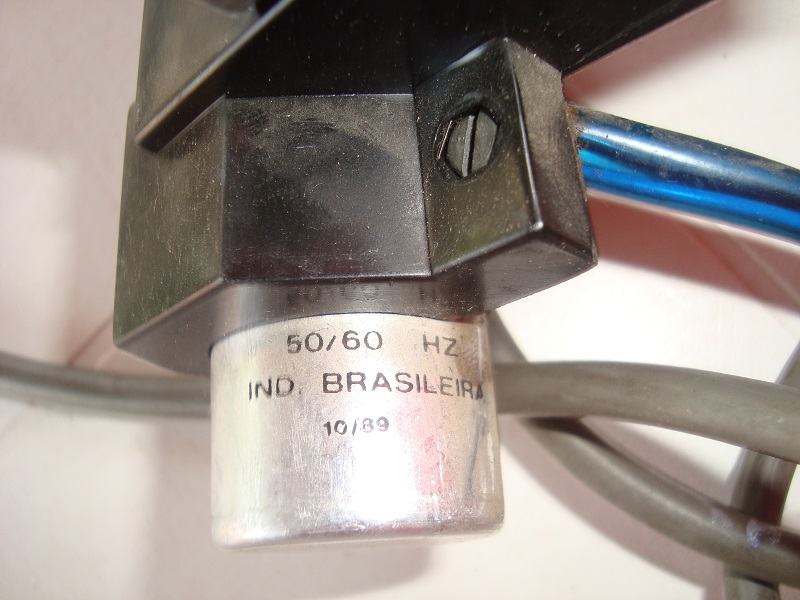 50/60 HZ
IND. BRASILEIRA
10/89